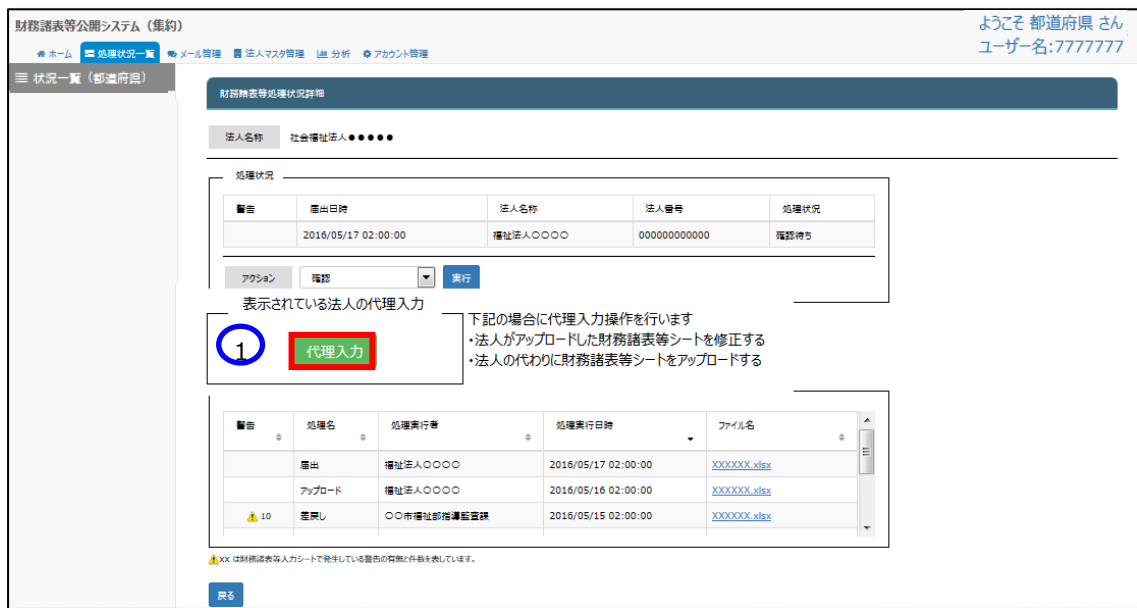 財務諸表等公開システム（集約）
ようこそ 都道府県 さん
ユーザー名:7777777
ホーム 処理状況一覧 メール管理 法人マスタ管理 分析 アカウント管理
状況一覧（都道府県）
財務諸表等処理状況詳細
法人名称 社会福祉法人●●●●●
処理状況
警告 届出日時 法人名称 法人番号 処理状況
2016/05/17 02:00:00 福祉法人〇〇〇〇 000000000000 確認待ち
アクション 確認 実行
表示されている法人の代理入力
1 代理入力
下記の場合に代理入力操作を行います
・法人がアップロードした財務諸表等シートを修正する
・法人の代わりに財務諸表等シートをアップロードする
警告 処理名 処理実行者 処理実行日時 ファイル名
届出 福祉法人〇〇〇〇 2016/05/17 02:00:00 XXXXXX.xlsx
アップロード 福祉法人〇〇〇〇 2016/05/16 02:00:00 XXXXXX.xlsx
10 差戻し 〇〇市福祉部指導監査課 2016/05/15 02:00:00 XXXXXX.xlsx
xx は財務諸表等入力シートで発生している警告の有無と件数を表しています。
戻る